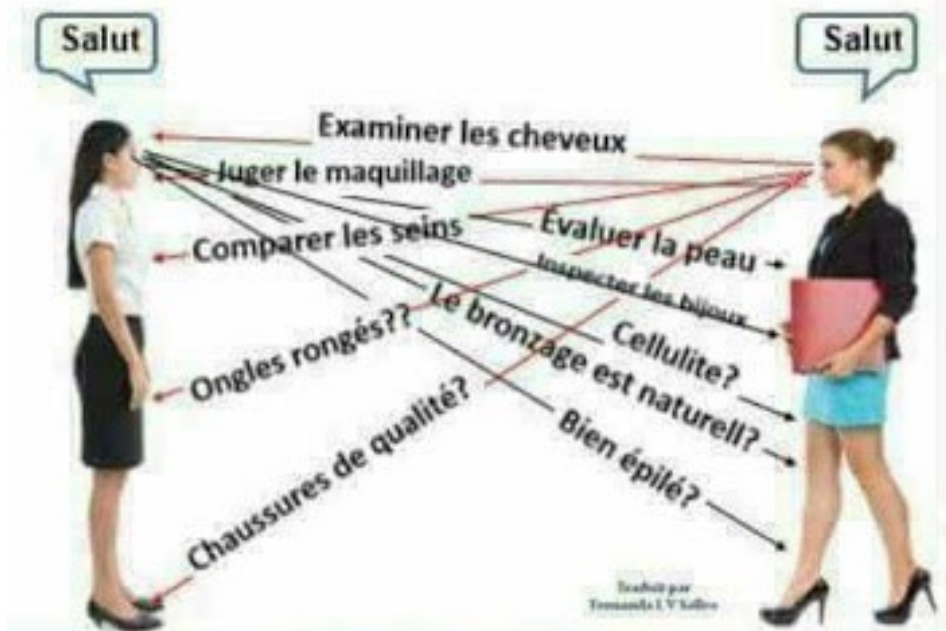 Salut
Salut
Examiner les cheveux
Juger le maquillage
Comparer les seins
Évaluer la peau
Inspecter les bijoux
Ongles rongés??
Le bronzage est naturell?
Cellulite?
Chaussures de qualité?
Bien épilé?
Traduit par